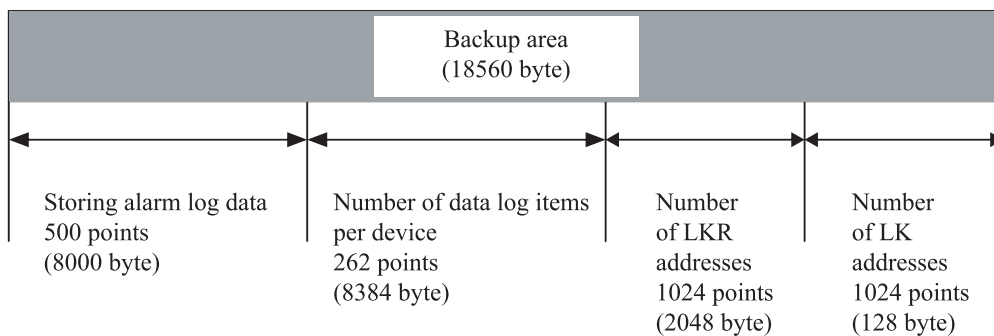 Backup area
(18560 byte)
Storing alarm log data
500 points
(8000 byte)
Number of data log items
per device
262 points
(8384 byte)
Number
of LKR
addresses
1024 points
(2048 byte)
Number
of LK
addresses
1024 points
(128 byte)